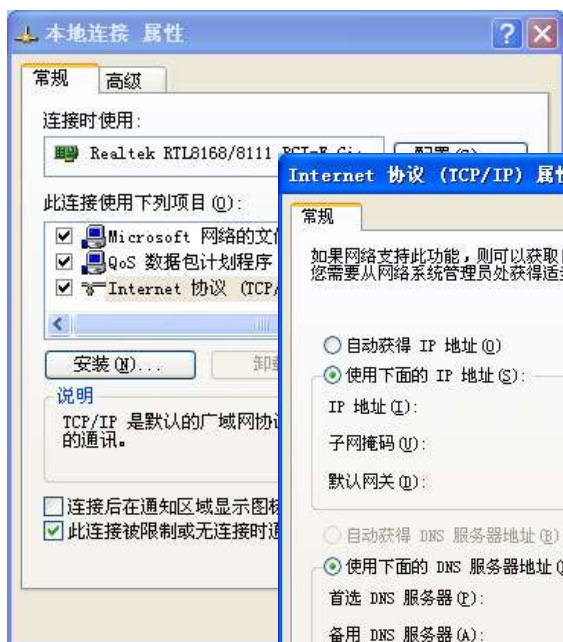 本地连接 属性
常规
高级
连接时使用:
Realtek RTL8168/8111 PCI-E Gi
此连接使用下列项目(O):
Microsoft 网络的文
QoS 数据包计划程序
Internet 协议 (TCP/
安装(N)...
说明
TCP/IP 是默认的广域网协
的通讯。
连接后在通知区域显示图
此连接被限制或无连接时
Internet 协议 (TCP/IP) 属
常规
如果网络支持此功能，则可以获取
您需要从网络系统管理员处获得适
自动获得 IP 地址(O)
使用下面的 IP 地址(S):
IP 地址(I):
子网掩码(U):
默认网关(D):
自动获得 DNS 服务器地址(B)
使用下面的 DNS 服务器地址
首选 DNS 服务器(P):
备用 DNS 服务器(A):